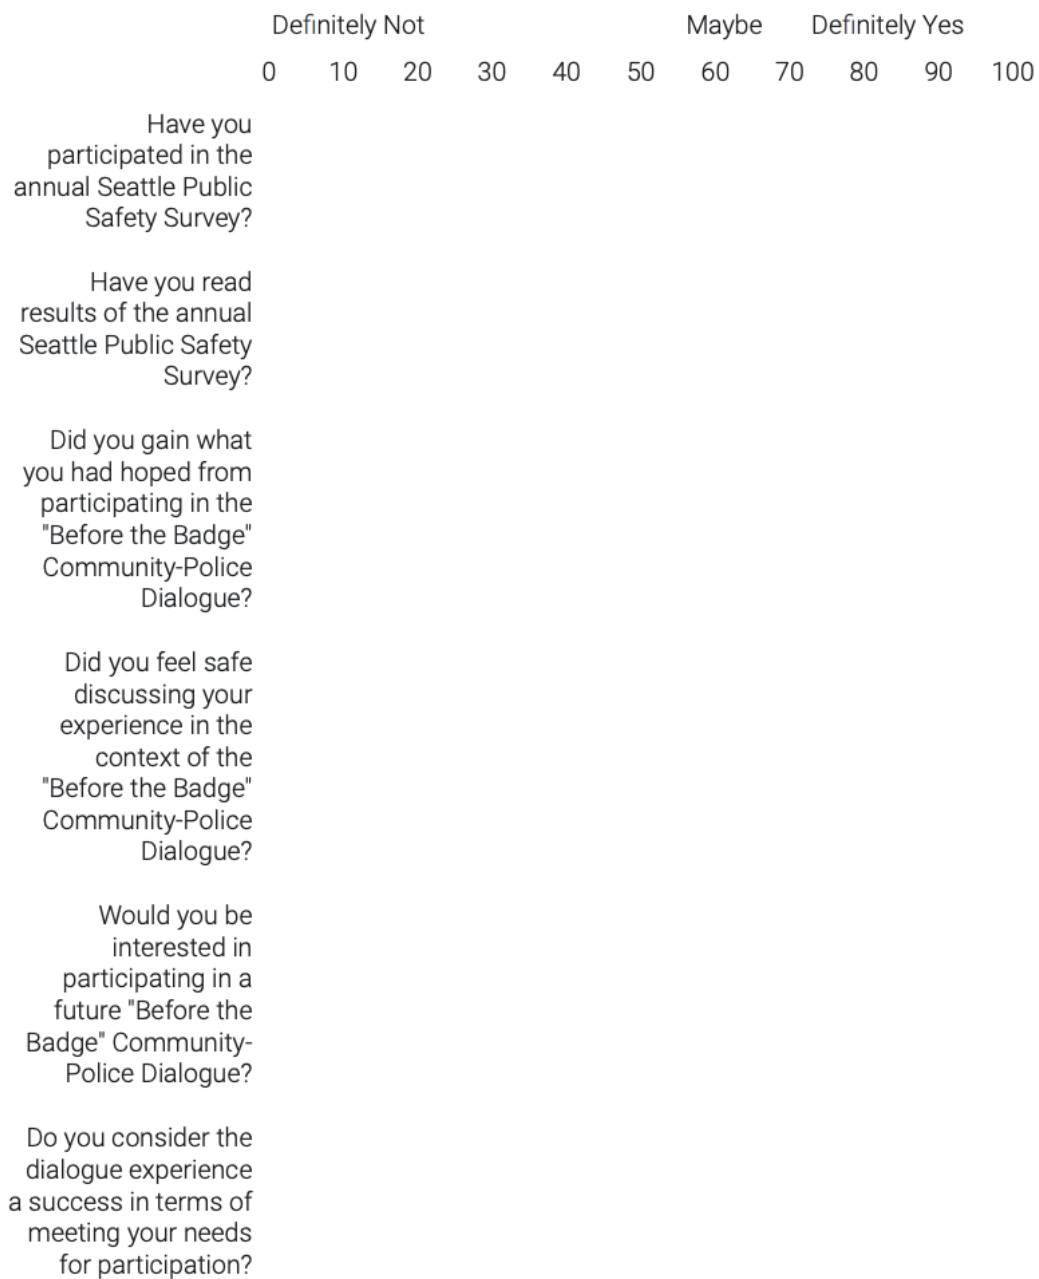 Definitely Not Maybe Definitely Yes
0 10 20 30 40 50 60 70 80 90 100
Have you
participated in the
annual Seattle Public
Safety Survey?
Have you read
results of the annual
Seattle Public Safety
Survey?
Did you gain what
you had hoped from
participating in the
"Before the Badge"
Community-Police
Dialogue?
Did you feel safe
discussing your
experience in the
context of the
"Before the Badge"
Community-Police
Dialogue?
Would you be
interested in
participating in a
future "Before the
Badge" Community-
Police Dialogue?
Do you consider the
dialogue experience
a success in terms of
meeting your needs
for participation?